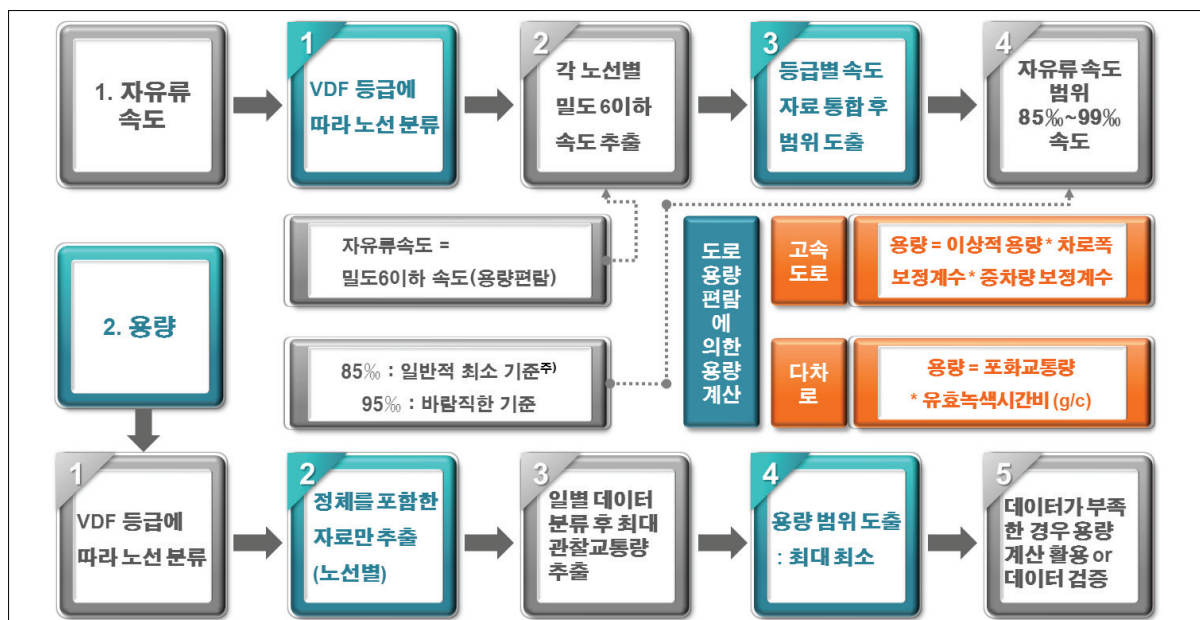 1. 자유류
속도
1
VDF 등급에
따라 노선 분류
2
각 노선별
밀도 6이하
속도 추출
3
등급별 속도
자료 통합 후
범위 도출
4
자유류 속도
범위
85‰~99‰
속도
자유류속도 =
밀도6이하 속도(용량편람)
85‰ : 일반적 최소 기준주)
95‰ : 바람직한 기준
도로
용량
편람
에
의한
용량
계산
고속
도로
용량 = 이상적 용량 * 차로폭
보정계수 * 중차량 보정계수
다차
로
용량 = 포화교통량
* 유효녹색시간비 (g/c)
2. 용량
1
VDF 등급에
따라 노선 분류
2
정체를 포함한
자료만 추출
(노선별)
3
일별 데이터
분류 후 최대
관찰교통량
추출
4
용량 범위 도출
: 최대 최소
5
데이터가 부족
한 경우 용량
계산 활용 or
데이터 검증